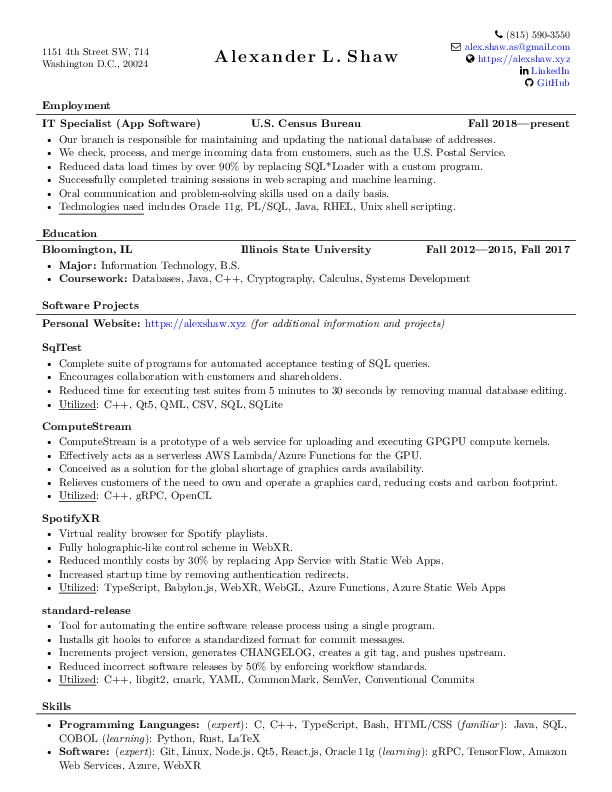 1151 4th Street SW, 714
Washington D.C., 20024
Alexander L. Shaw
(815) 590-3550
alex.shaw.as@gmail.com
https://alexshaw.xyz
LinkedIn
GitHub
Employment
IT Specialist (App Software) U.S. Census Bureau Fall 2018—present
• Our branch is responsible for maintaining and updating the national database of addresses.
• We check, process, and merge incoming data from customers, such as the U.S. Postal Service.
• Reduced data load times by over 90% by replacing SQL*Loader with a custom program.
• Successfully completed training sessions in web scraping and machine learning.
• Oral communication and problem-solving skills used on a daily basis.
• Technologies used includes Oracle 11g, PL/SQL, Java, RHEL, Unix shell scripting.
Education
Bloomington, IL Illinois State University Fall 2012—2015, Fall 2017
• Major: Information Technology, B.S.
• Coursework: Databases, Java, C++, Cryptography, Calculus, Systems Development
Software Projects
Personal Website: https://alexshaw.xyz (for additional information and projects)
SqlTest
• Complete suite of programs for automated acceptance testing of SQL queries.
• Encourages collaboration with customers and shareholders.
• Reduced time for executing test suites from 5 minutes to 30 seconds by removing manual database editing.
• Utilized: C++, Qt5, QML, CSV, SQL, SQLite
ComputeStream
• ComputeStream is a prototype of a web service for uploading and executing GPGPU compute kernels.
• Effectively acts as a serverless AWS Lambda/Azure Functions for the GPU.
• Conceived as a solution for the global shortage of graphics cards availability.
• Relieves customers of the need to own and operate a graphics card, reducing costs and carbon footprint.
• Utilized: C++, gRPC, OpenCL
SpotifyXR
• Virtual reality browser for Spotify playlists.
• Fully holographic-like control scheme in WebXR.
• Reduced monthly costs by 30% by replacing App Service with Static Web Apps.
• Increased startup time by removing authentication redirects.
• Utilized: TypeScript, Babylon.js, WebXR, WebGL, Azure Functions, Azure Static Web Apps
standard-release
• Tool for automating the entire software release process using a single program.
• Installs git hooks to enforce a standardized format for commit messages.
• Increments project version, generates CHANGELOG, creates a git tag, and pushes upstream.
• Reduced incorrect software releases by 50% by enforcing workflow standards.
• Utilized: C++, libgit2, cmark, YAML, CommonMark, SemVer, Conventional Commits
Skills
• Programming Languages: (expert): C, C++, TypeScript, Bash, HTML/CSS (familiar): Java, SQL,
COBOL (learning): Python, Rust, LaTeX
• Software: (expert): Git, Linux, Node.js, Qt5, React.js, Oracle 11g (learning): gRPC, TensorFlow, Amazon
Web Services, Azure, WebXR